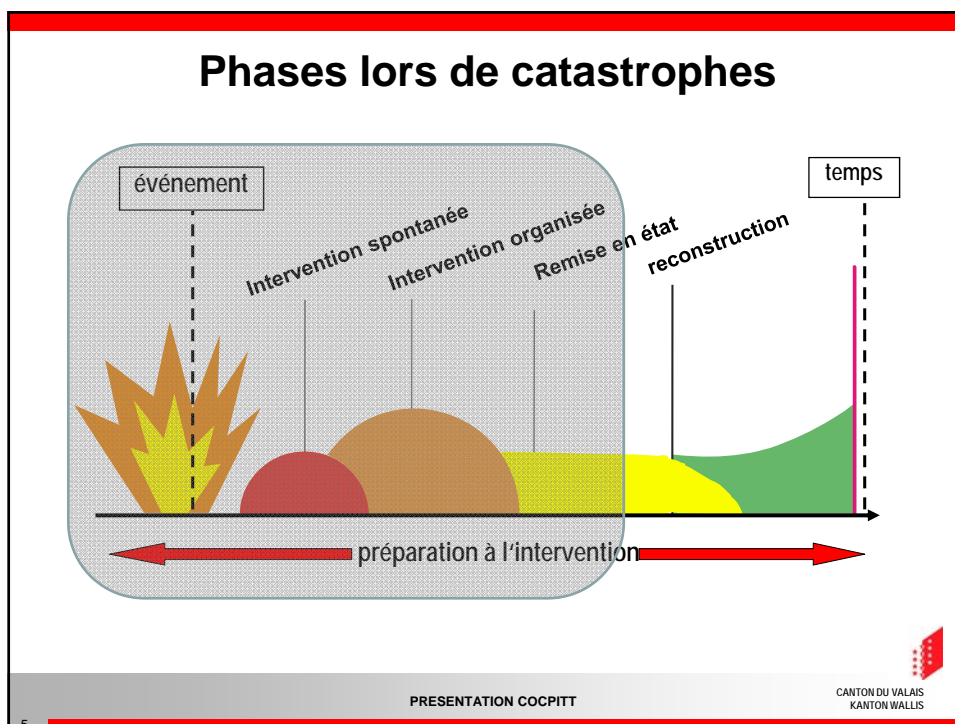 Phases lors de catastrophes
événement
temps
Intervention spontanée
Intervention organisée
Remise en état
reconstruction
préparation à l‘intervention
PRESENTATION COCPITT
CANTON DU VALAIS
KANTON WALLIS
5